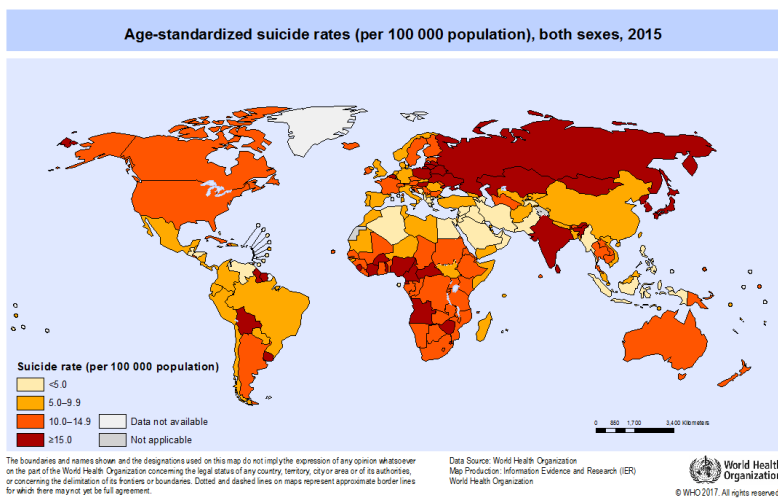 Age-standardized suicide rates (per 100 000 population), both sexes, 2015
Suicide rate (per 100 000 population)
<5.0
5.0–9.9
10.0–14.9
≥15.0
Data not available
Not applicable
0 850 1,700 3,400 Kilometers
The boundaries and names shown and the designations used on this map do not imply the expression of any opinion whatsoever
on the part of the World Health Organization concerning the legal status of any country, territory, city or area or of its authorities,
or concerning the delimitation of its frontiers or boundaries. Dotted and dashed lines on maps represent approximate border lines
for which there may not yet be full agreement.
Data Source: World Health Organization
Map Production: Information Evidence and Research (IER)
World Health Organization
World Health
Organization
© WHO 2017. All rights reserved